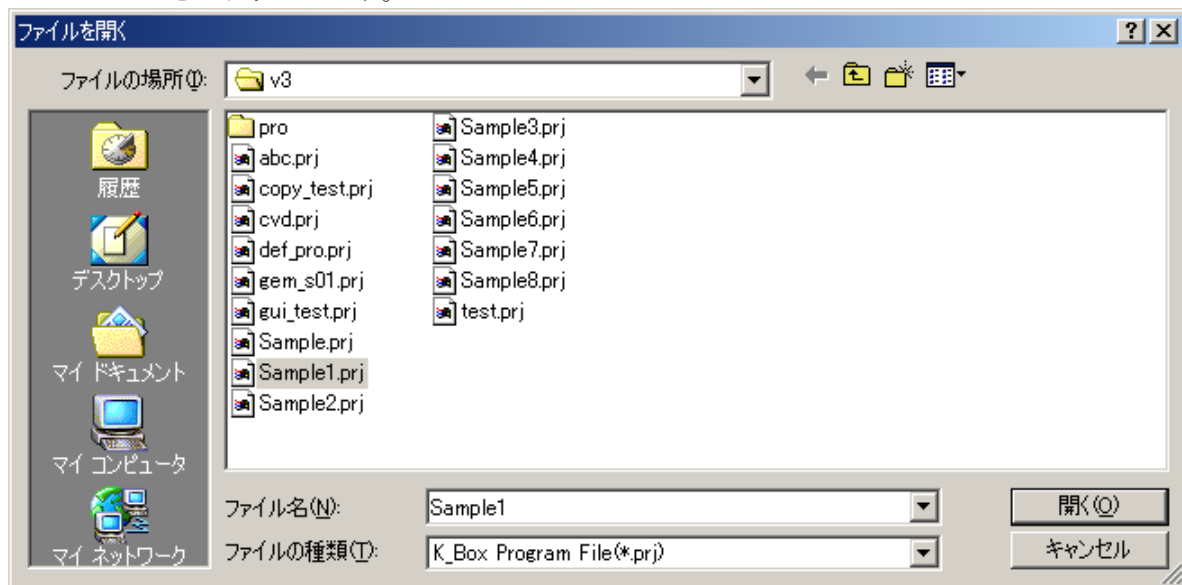 ファイルを開く
ファイルの場所(I):
v3
履歴
デスクトップ
マイ ドキュメント
マイ コンピュータ
マイ ネットワーク
pro
abc.prj
copy_test.prj
cvd.prj
def_pro.prj
gem_s01.prj
gui_test.prj
Sample.prj
Sample1.prj
Sample2.prj
Sample3.prj
Sample4.prj
Sample5.prj
Sample6.prj
Sample7.prj
Sample8.prj
test.prj
ファイル名(N):
Sample1
開く(O)
ファイルの種類(T):
K_Box Program File(*.prj)
キャンセル